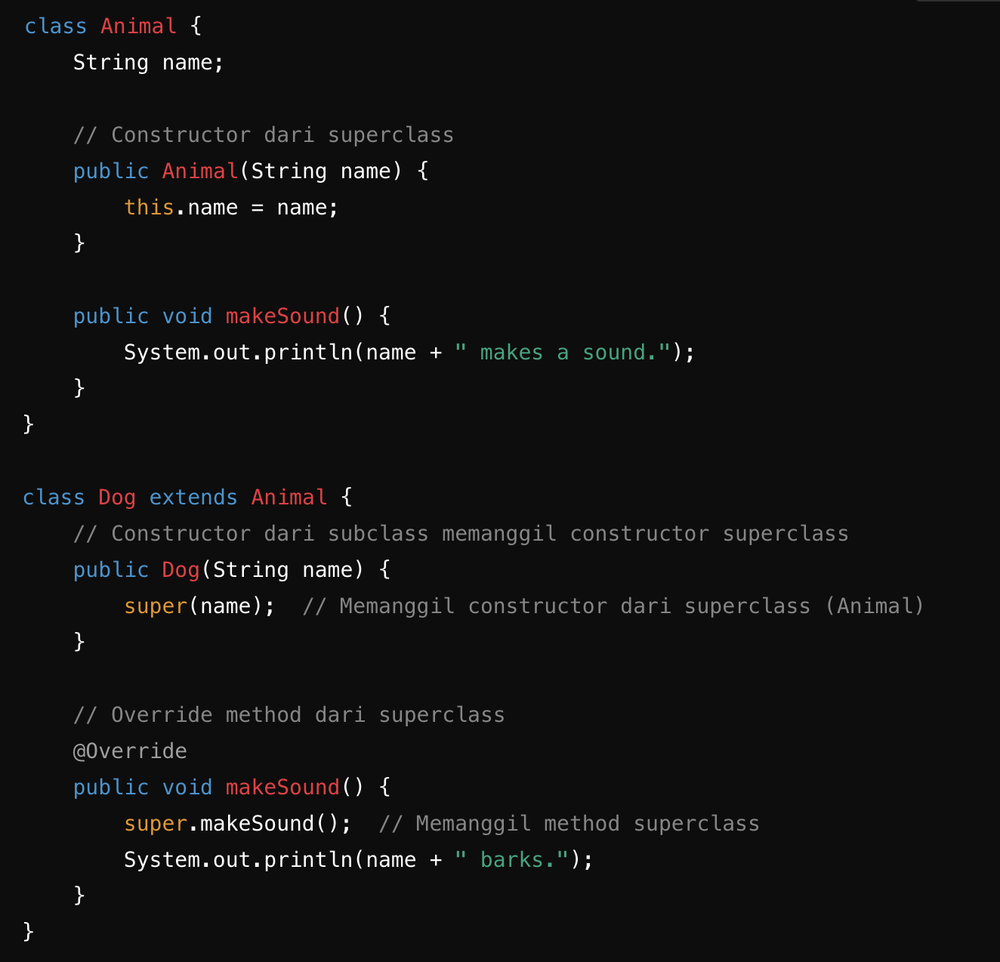 class Animal {
    String name;

    // Constructor dari superclass
    public Animal(String name) {
        this.name = name;
    }

    public void makeSound() {
        System.out.println(name + " makes a sound.");
    }
}

class Dog extends Animal {
    // Constructor dari subclass memanggil constructor superclass
    public Dog(String name) {
        super(name);  // Memanggil constructor dari superclass (Animal)
    }

    // Override method dari superclass
    @Override
    public void makeSound() {
        super.makeSound();  // Memanggil method superclass
        System.out.println(name + " barks.");
    }
}